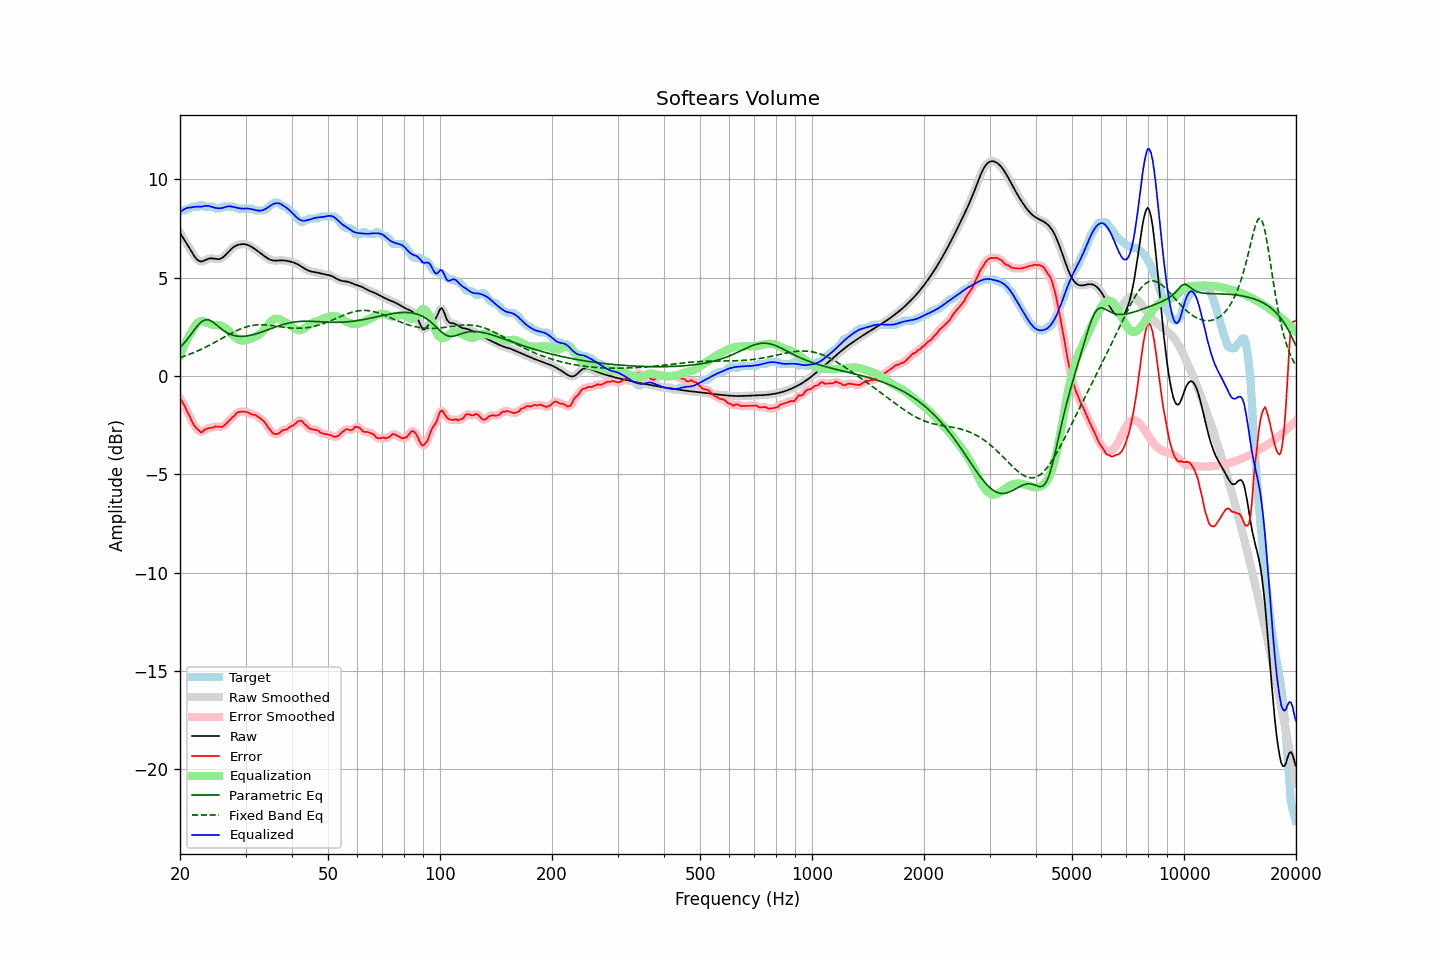 Softears Volume
Amplitude (dBr)
10
5
0
−5
−10
−15
−20
Target
Raw Smoothed
Error Smoothed
Raw
Error
Equalization
Parametric Eq
Fixed Band Eq
Equalized
20 50 100 200 500 1000 2000 5000 10000 20000
Frequency (Hz)